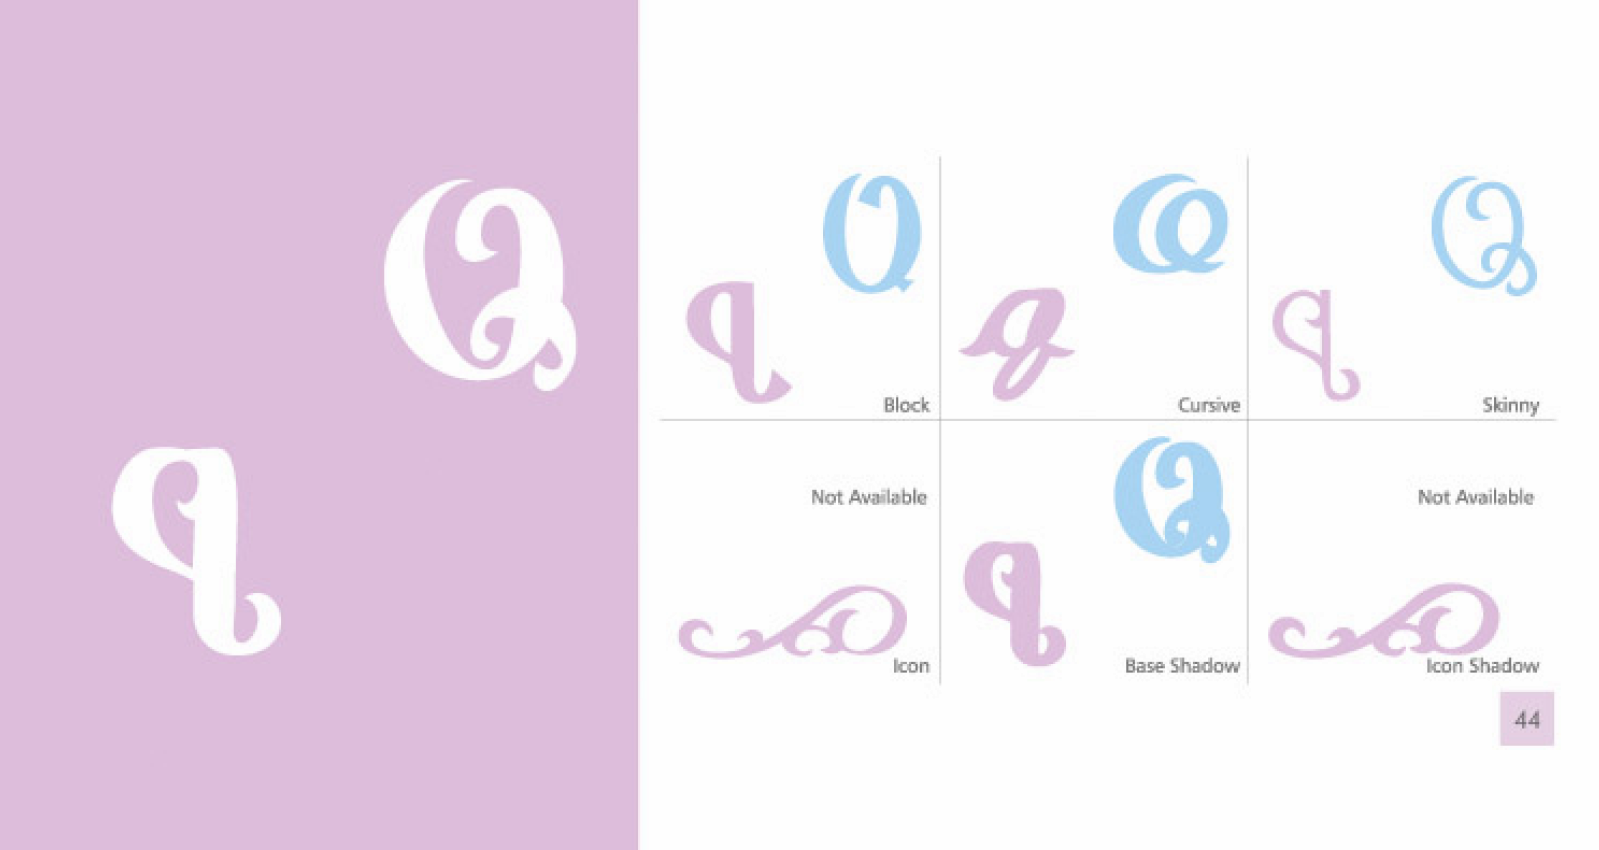 Q
q
Q
q
Block
Q
q
Cursive
Q
q
Skinny
Not Available
Icon
Q
q
Base Shadow
Not Available
Icon Shadow
44